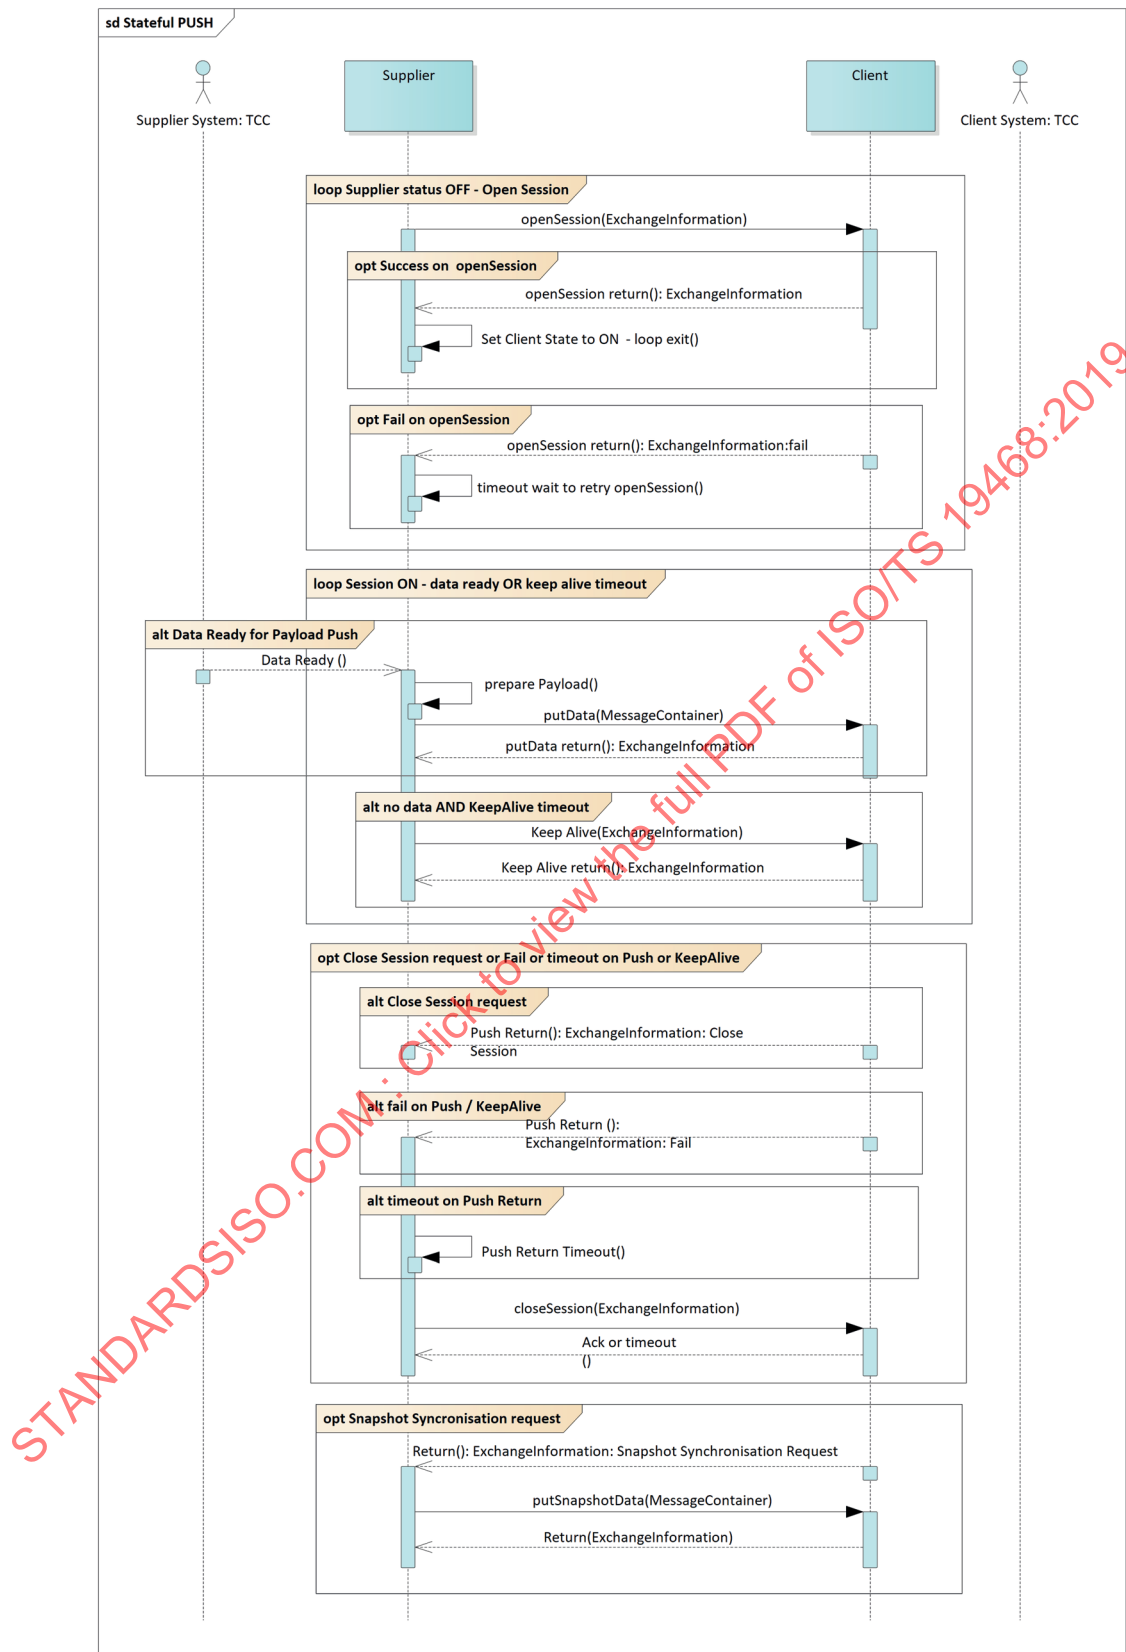 sd Stateful PUSH
Supplier
Client
Supplier System: TCC
Client System: TCC
loop Supplier status OFF - Open Session
openSession(ExchangeInformation)
opt Success on  openSession
openSession return(): ExchangeInformation
Set Client State to ON  - loop exit()
opt Fail on openSession
openSession return(): ExchangeInformation:fail
timeout wait to retry openSession()
loop Session ON - data ready OR keep alive timeout
alt Data Ready for Payload Push
Data Ready ()
prepare Payload()
putData(MessageContainer)
putData return(): ExchangeInformation
alt no data AND KeepAlive timeout
Keep Alive(ExchangeInformation)
Keep Alive return(): ExchangeInformation
opt Close Session request or Fail or timeout on Push or KeepAlive
alt Close Session request
Push Return(): ExchangeInformation: Close
Session
alt fail on Push / KeepAlive
Push Return ():
ExchangeInformation: Fail
alt timeout on Push Return
Push Return Timeout()
closeSession(ExchangeInformation)
Ack or timeout
()
opt Snapshot Syncronisation request
Return(): ExchangeInformation: Snapshot Synchronisation Request
putSnapshotData(MessageContainer)
Return(ExchangeInformation)
STANDARDSISO.COM : Click to view the full PDF of ISO/TS 19468:2019